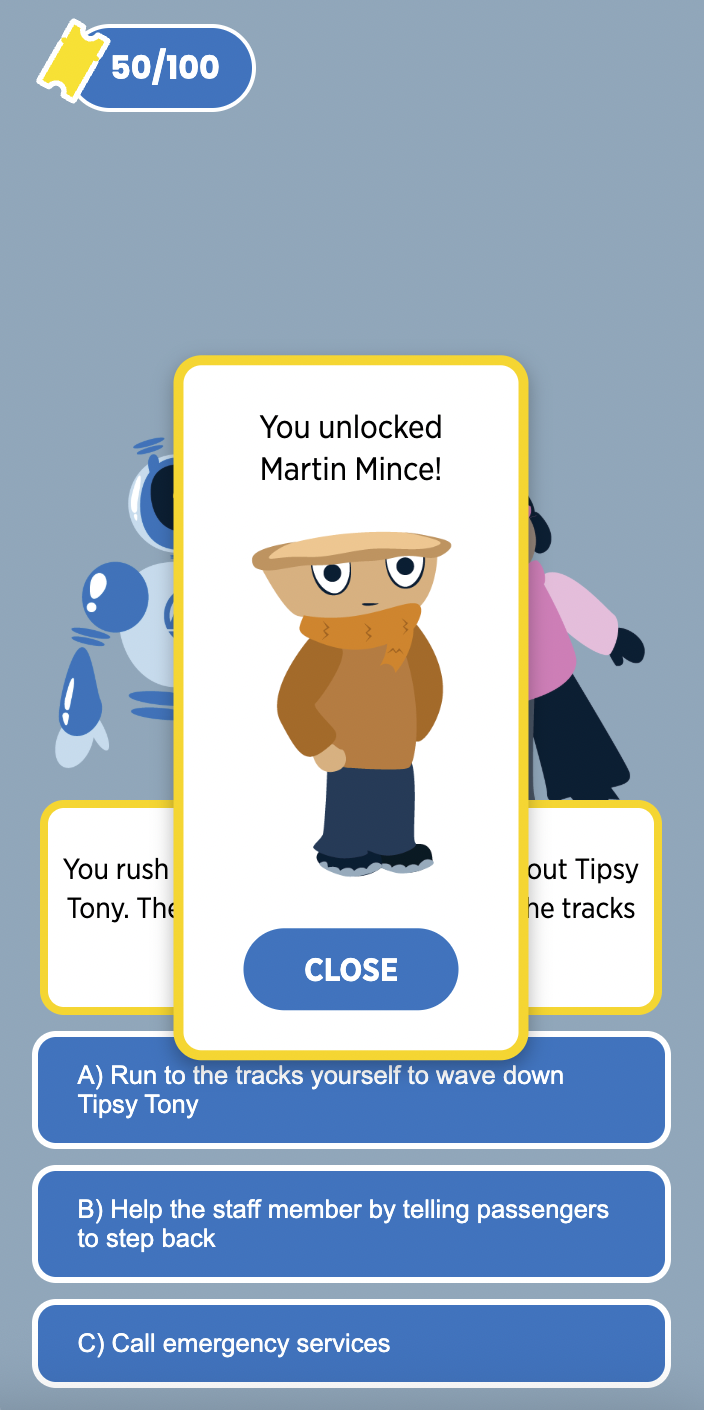 50/100
You unlocked
Martin Mince!
CLOSE
You rush out Tipsy
Tony. The he tracks
A) Run to the tracks yourself to wave down
Tipsy Tony
B) Help the staff member by telling passengers
to step back
C) Call emergency services